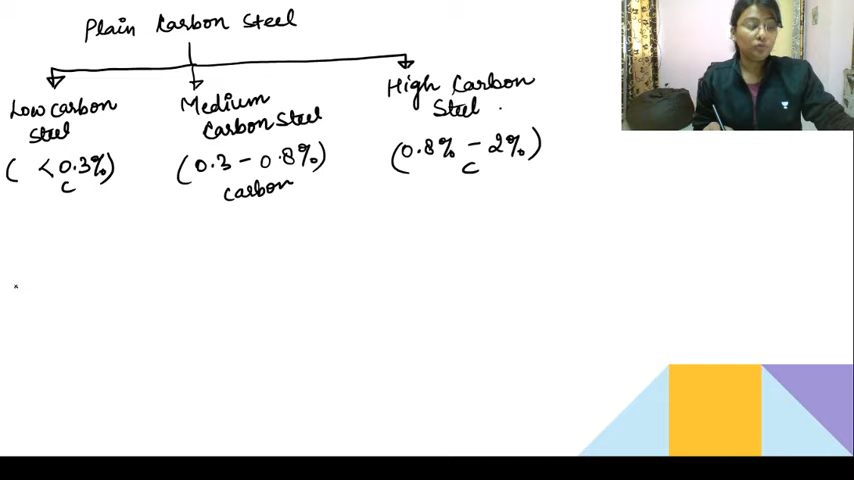 Plain Carbon Steel
Low carbon
steel
( <0.3%)
C
Medium
Carbon Steel
(0.3 - 0.8%)
carbon
High Carbon
Steel .
(0.8% - 2%)
C